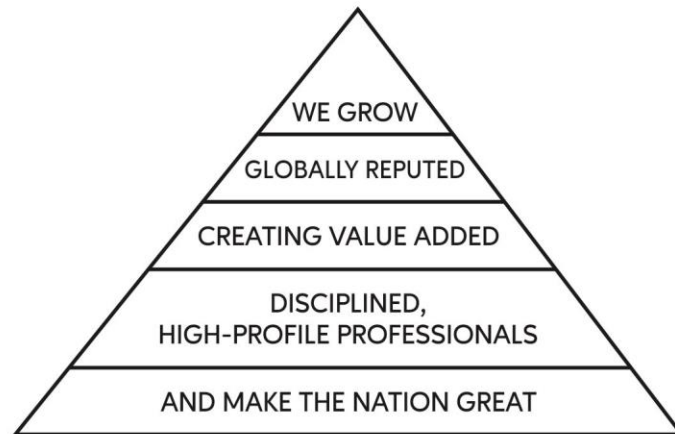 WE GROW
GLOBALLY REPUTED
CREATING VALUE ADDED
DISCIPLINED,
HIGH-PROFILE PROFESSIONALS
AND MAKE THE NATION GREAT